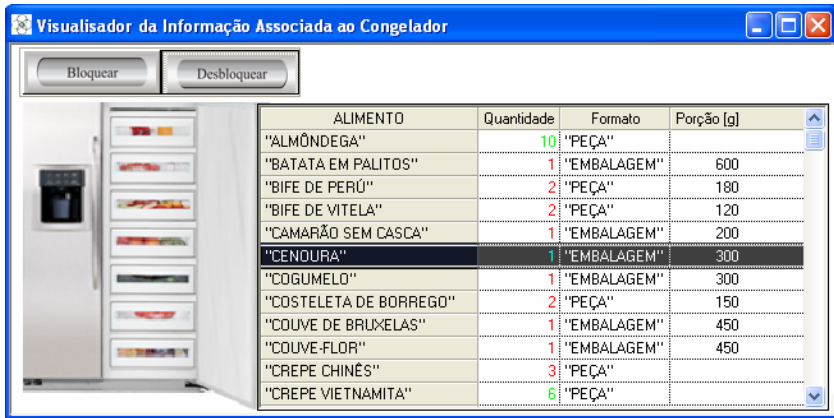 Visualisador da Informação Associada ao Congelador
Bloquear Desbloquear
ALIMENTO Quantidade Formato Porção [g]
"ALMÔNDEGA" 10 "PEÇA"
"BATATA EM PALITOS" 1 "EMBALAGEM" 600
"BIFE DE PERÚ" 2 "PEÇA" 180
"BIFE DE VITELA" 2 "PEÇA" 120
"CAMARÃO SEM CASCA" 1 "EMBALAGEM" 200
"CENOURA" 1 "EMBALAGEM" 300
"COGUMELO" 1 "EMBALAGEM" 300
"COSTELETA DE BORREGO" 2 "PEÇA" 150
"COUVE DE BRUXELAS" 1 "EMBALAGEM" 450
"COUVE-FLOR" 1 "EMBALAGEM" 450
"CREPE CHINÊS" 3 "PEÇA"
"CREPE VIETNAMITA" 6 "PEÇA"